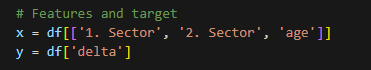 # Features and target
x = df[['1. Sector', '2. Sector', 'age']]
y = df['delta']